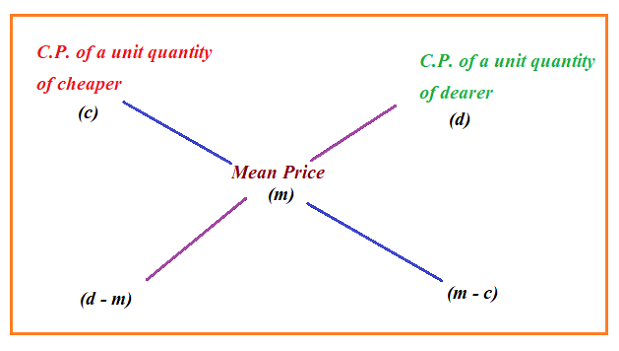 C.P. of a unit quantity
of cheaper
(c)
C.P. of a unit quantity
of dearer
(d)
Mean Price
(m)
(d - m)
(m - c)